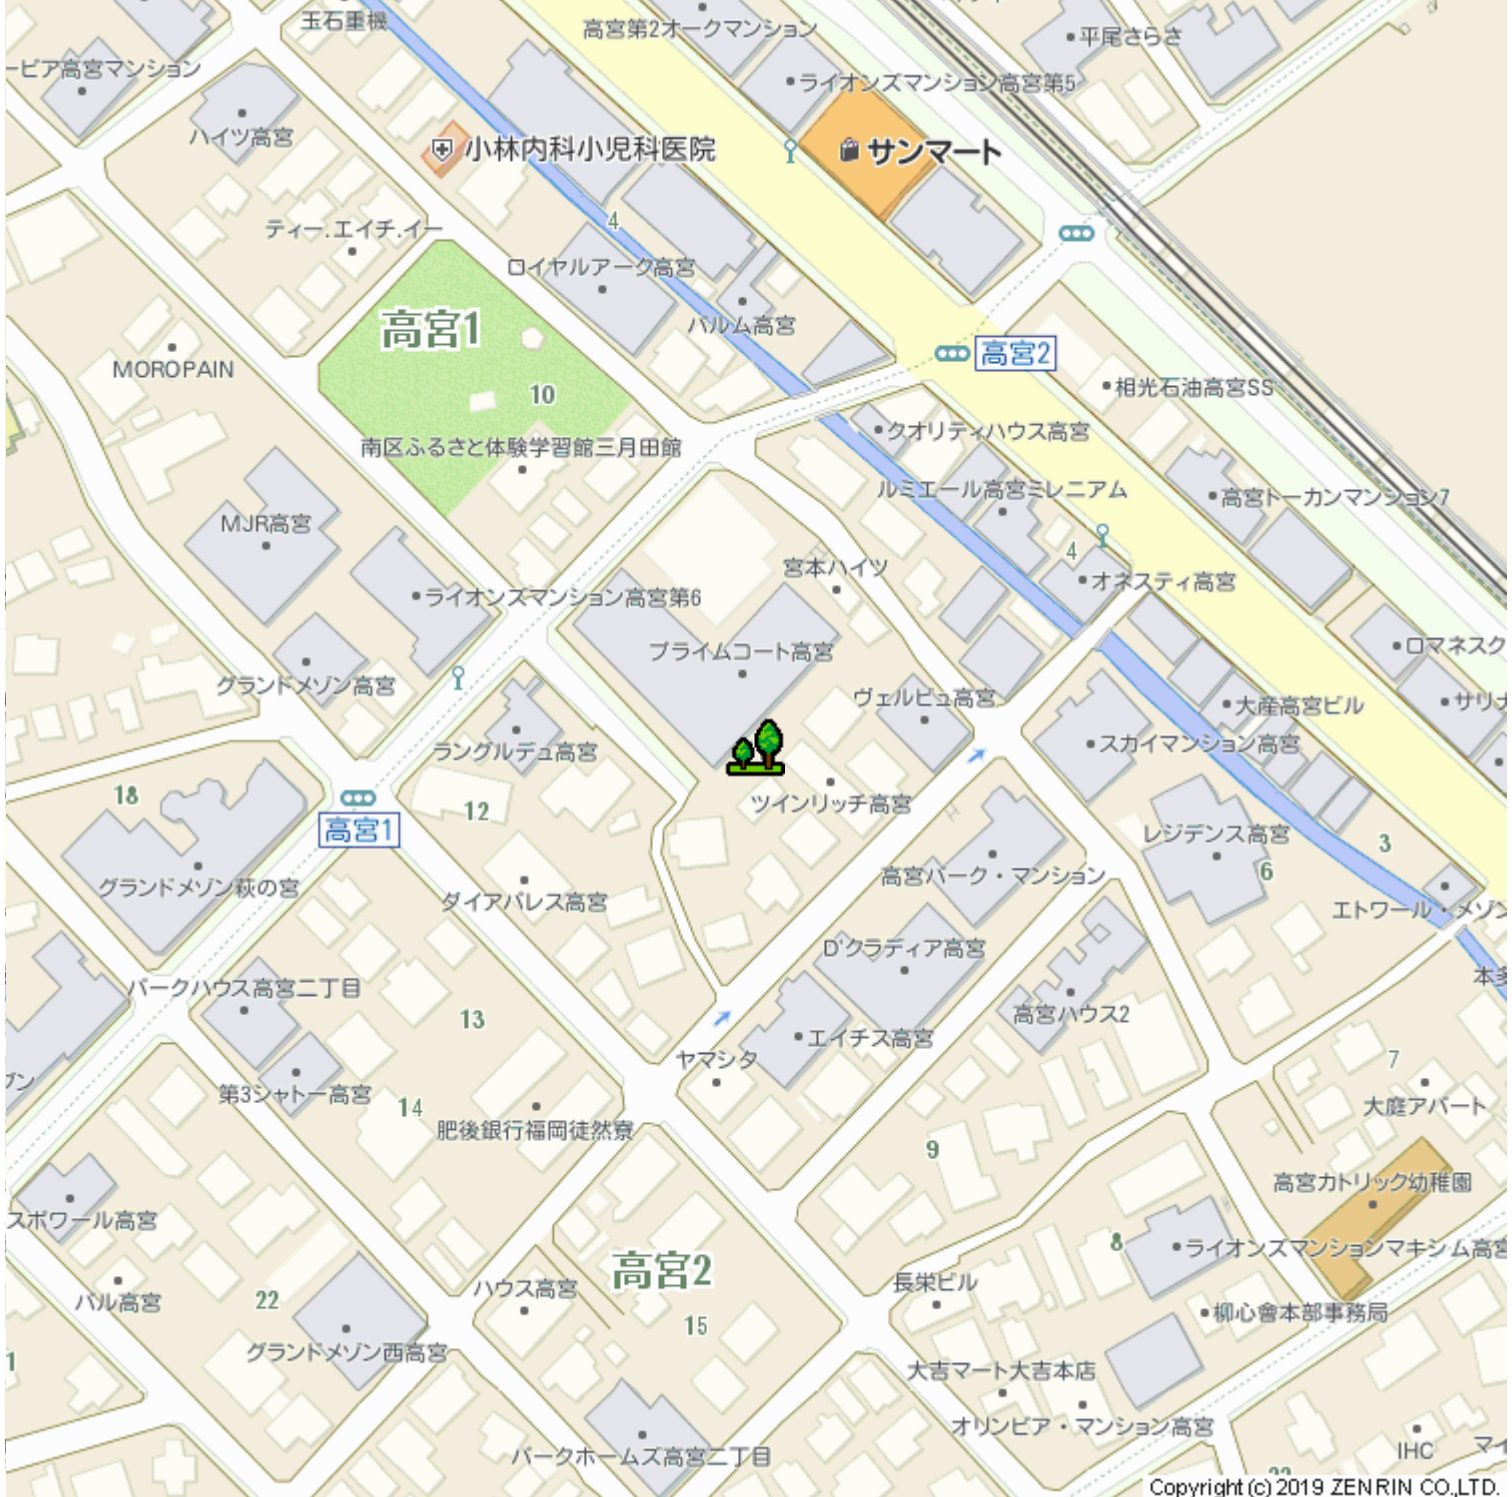 玉石重機
高宮第2オークマンション
平尾さらさ
ービア高宮マンション
ライオンズマンション高宮第5
ハイツ高宮
小林内科小児科医院
サンマート
ティー.エイチ.イー
4
ロイヤルアーク高宮
高宮1
パルム高宮
高宮2
MOROPAIN
10
相光石油高宮SS
クオリティハウス高宮
南区ふるさと体験学習館三月田館
ルミエール高宮ミレニアム
高宮トーカンマンション7
MJR高宮
4
宮本ハイツ
オネスティ高宮
ライオンズマンション高宮第6
プライムコート高宮
ロマネスク
グランドメゾン高宮
ヴェルビュ高宮
サリナ
大産高宮ビル
ラングルデュ高宮
スカイマンション高宮
18
12
ツインリッチ高宮
高宮1
レジデンス高宮
3
6
グランドメゾン萩の宮
ダイアパレス高宮
高宮パーク・マンション
エトワール・メゾン
D'クラディア高宮
本多
パークハウス高宮二丁目
13
高宮ハウス2
エイチス高宮
ヤマシタ
7
ブン
第3シャトー高宮
14
大庭アパート
肥後銀行福岡徒然寮
9
高宮カトリック幼稚園
スポワール高宮
8
ライオンズマンションマキシム高宮
高宮2
長栄ビル
ハウス高宮
パル高宮
22
15
柳心會本部事務局
グランドメゾン西高宮
1
大吉マート大吉本店
オリンピア・マンション高宮
パークホームズ高宮二丁目
IHC
マイ
Copyright (c) 2019 ZENRIN CO.,LTD.